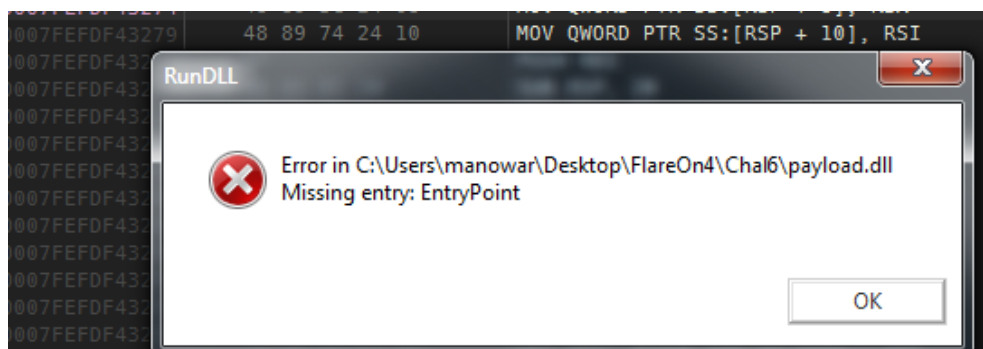 0007FEFDF43279 48 89 74 24 10 MOV QWORD PTR SS:[RSP + 10], RSI
RunDLL
Error in C:\Users\manowar\Desktop\FlareOn4\Chal6\payload.dll
Missing entry: EntryPoint
OK